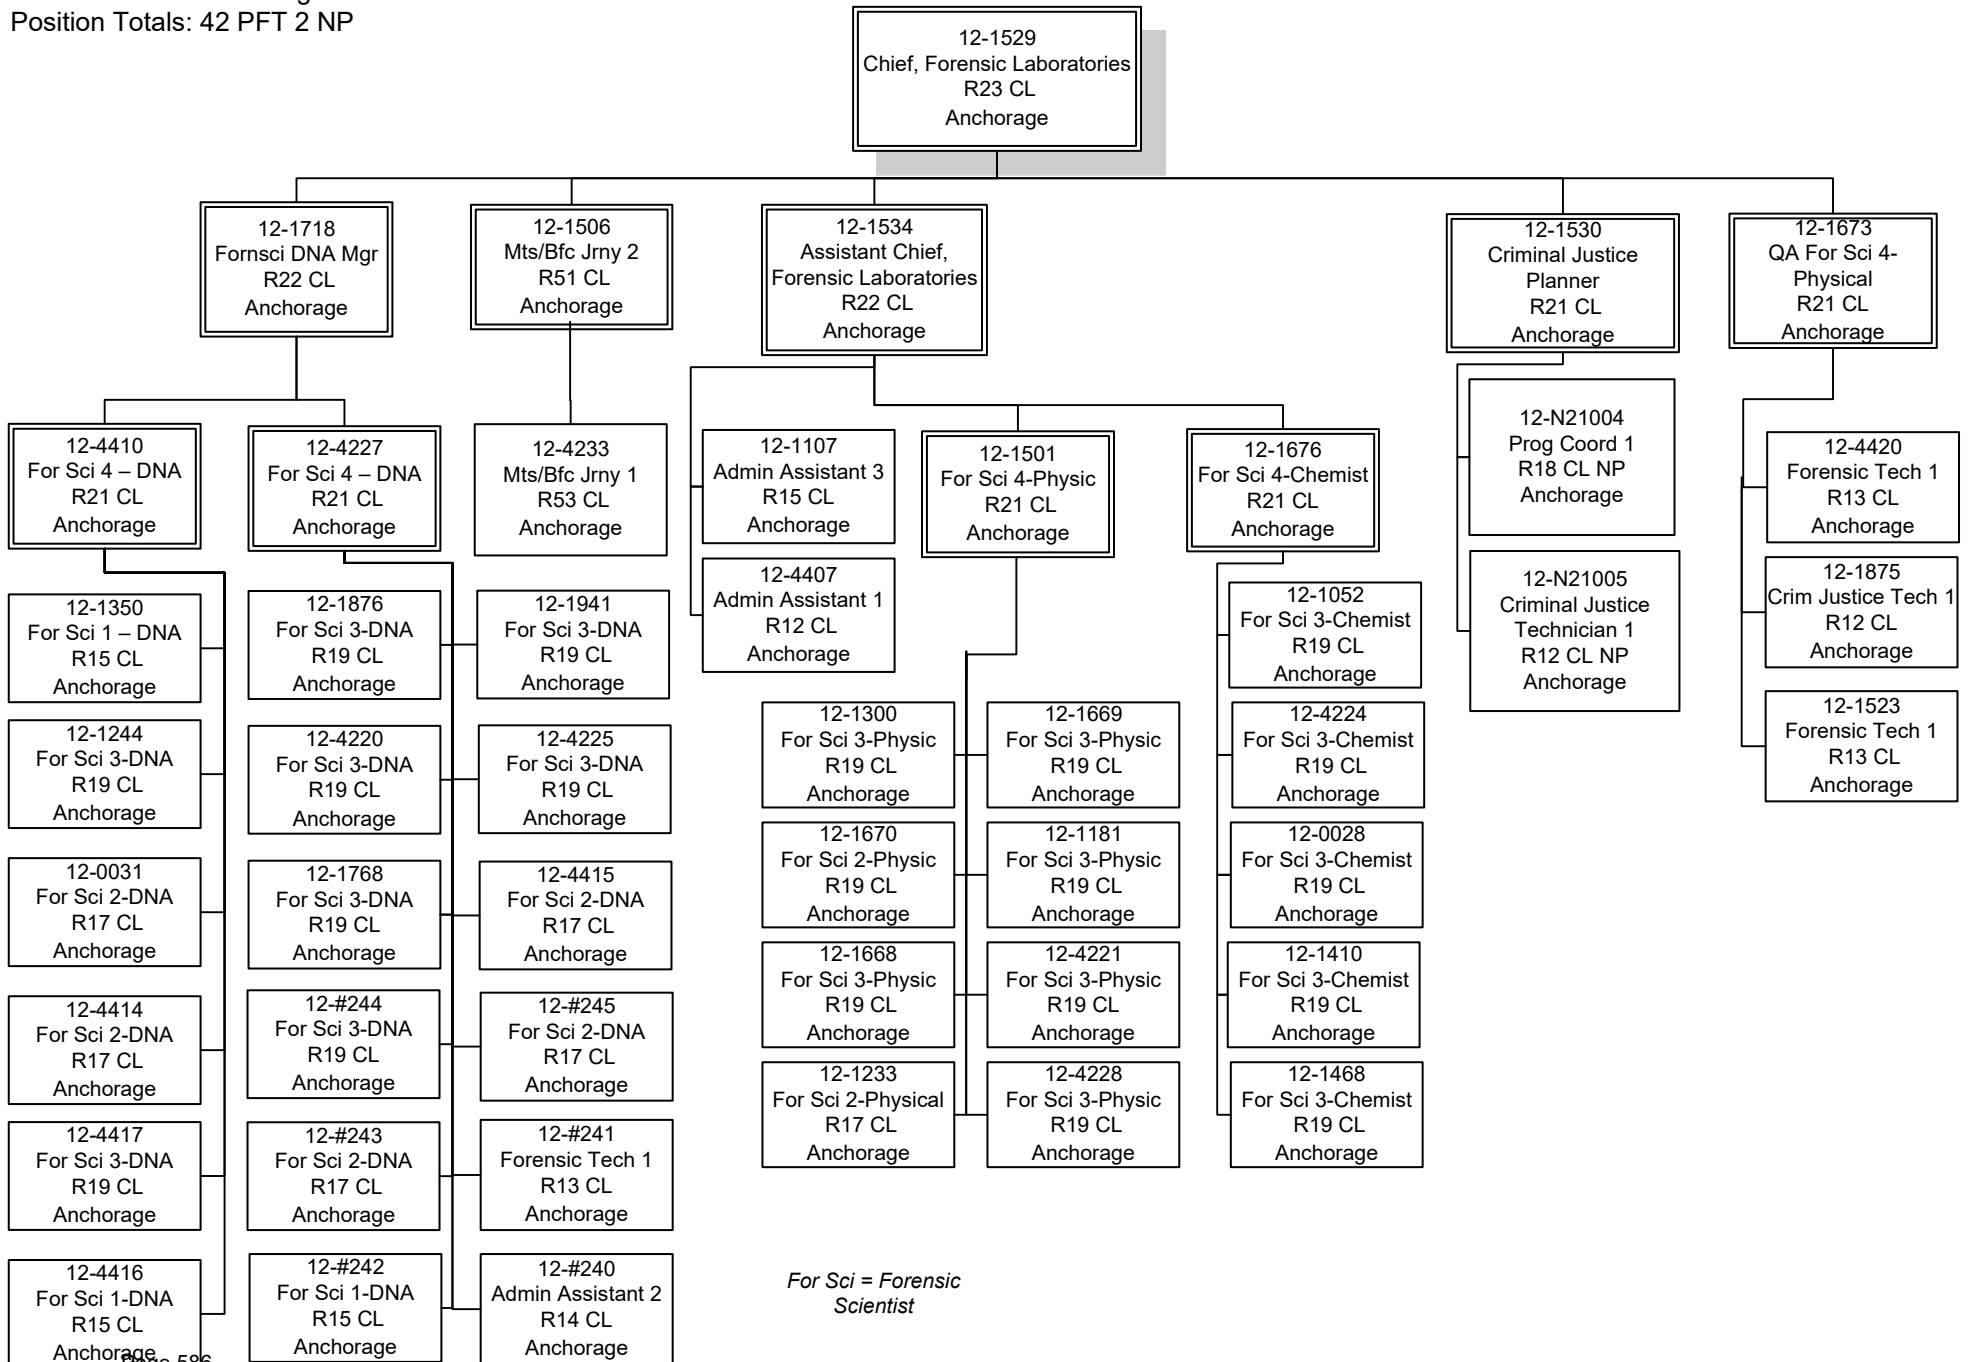 Position Totals: 42 PFT 2 NP
12-1529
Chief, Forensic Laboratories
R23 CL
Anchorage
12-1718
Fornsci DNA Mgr
R22 CL
Anchorage
12-1506
Mts/Bfc Jrny 2
R51 CL
Anchorage
12-1534
Assistant Chief,
Forensic Laboratories
R22 CL
Anchorage
12-1530
Criminal Justice
Planner
R21 CL
Anchorage
12-1673
QA For Sci 4-
Physical
R21 CL
Anchorage
12-4410
For Sci 4 – DNA
R21 CL
Anchorage
12-4227
For Sci 4 – DNA
R21 CL
Anchorage
12-4233
Mts/Bfc Jrny 1
R53 CL
Anchorage
12-1107
Admin Assistant 3
R15 CL
Anchorage
12-4407
Admin Assistant 1
R12 CL
Anchorage
12-1501
For Sci 4-Physic
R21 CL
Anchorage
12-1676
For Sci 4-Chemist
R21 CL
Anchorage
12-N21004
Prog Coord 1
R18 CL NP
Anchorage
12-N21005
Criminal Justice
Technician 1
R12 CL NP
Anchorage
12-4420
Forensic Tech 1
R13 CL
Anchorage
12-1875
Crim Justice Tech 1
R12 CL
Anchorage
12-1523
Forensic Tech 1
R13 CL
Anchorage
12-1350
For Sci 1 – DNA
R15 CL
Anchorage
12-1244
For Sci 3-DNA
R19 CL
Anchorage
12-0031
For Sci 2-DNA
R17 CL
Anchorage
12-4414
For Sci 2-DNA
R17 CL
Anchorage
12-4417
For Sci 3-DNA
R19 CL
Anchorage
12-4416
For Sci 1-DNA
R15 CL
Anchorage
12-1876
For Sci 3-DNA
R19 CL
Anchorage
12-4220
For Sci 3-DNA
R19 CL
Anchorage
12-1768
For Sci 3-DNA
R19 CL
Anchorage
12-#244
For Sci 3-DNA
R19 CL
Anchorage
12-#243
For Sci 2-DNA
R17 CL
Anchorage
12-#242
For Sci 1-DNA
R15 CL
Anchorage
12-1941
For Sci 3-DNA
R19 CL
Anchorage
12-4225
For Sci 3-DNA
R19 CL
Anchorage
12-4415
For Sci 2-DNA
R17 CL
Anchorage
12-#245
For Sci 2-DNA
R17 CL
Anchorage
12-#241
Forensic Tech 1
R13 CL
Anchorage
12-#240
Admin Assistant 2
R14 CL
Anchorage
12-1300
For Sci 3-Physic
R19 CL
Anchorage
12-1670
For Sci 2-Physic
R19 CL
Anchorage
12-1668
For Sci 3-Physic
R19 CL
Anchorage
12-1233
For Sci 2-Physical
R17 CL
Anchorage
12-1669
For Sci 3-Physic
R19 CL
Anchorage
12-1181
For Sci 3-Physic
R19 CL
Anchorage
12-4221
For Sci 3-Physic
R19 CL
Anchorage
12-4228
For Sci 3-Physic
R19 CL
Anchorage
12-1052
For Sci 3-Chemist
R19 CL
Anchorage
12-4224
For Sci 3-Chemist
R19 CL
Anchorage
12-0028
For Sci 3-Chemist
R19 CL
Anchorage
12-1410
For Sci 3-Chemist
R19 CL
Anchorage
12-1468
For Sci 3-Chemist
R19 CL
Anchorage
For Sci = Forensic
Scientist
Page 586